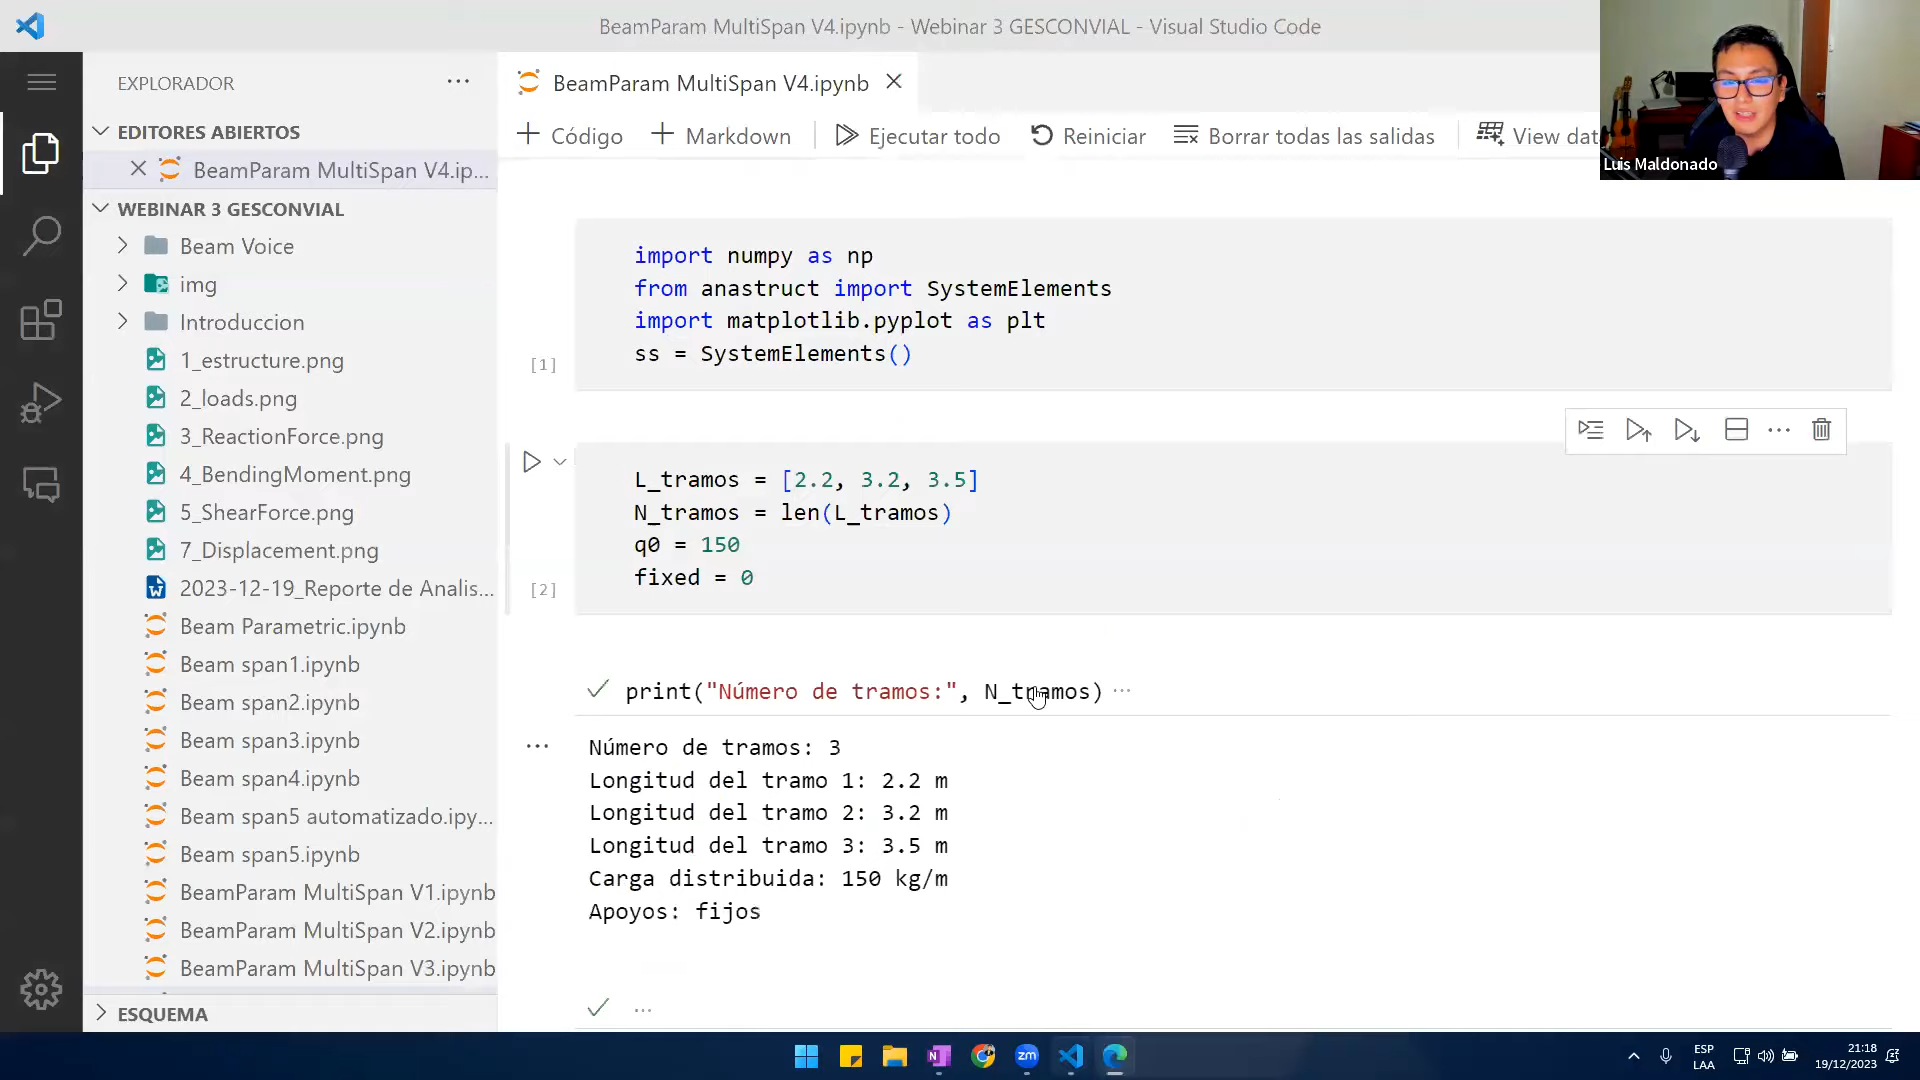 BeamParam MultiSpan V4.ipynb - Webinar 3 GESCONVIAL - Visual Studio Code
EXPLORADOR
EDITORES ABIERTOS
BeamParam MultiSpan V4.ip...
WEBINAR 3 GESCONVIAL
Beam Voice
img
Introduccion
1_estructure.png
2_loads.png
3_ReactionForce.png
4_BendingMoment.png
5_ShearForce.png
7_Displacement.png
2023-12-19_Reporte de Analis...
Beam Parametric.ipynb
Beam span1.ipynb
Beam span2.ipynb
Beam span3.ipynb
Beam span4.ipynb
Beam span5 automatizado.ipy...
Beam span5.ipynb
BeamParam MultiSpan V1.ipynb
BeamParam MultiSpan V2.ipynb
BeamParam MultiSpan V3.ipynb
ESQUEMA
BeamParam MultiSpan V4.ipynb
Código Markdown Ejecutar todo Reiniciar Borrar todas las salidas View dat
Luis Maldonado
import numpy as np
from anastruct import SystemElements
import matplotlib.pyplot as plt
ss = SystemElements()
[1]
L_tramos = [2.2, 3.2, 3.5]
N_tramos = len(L_tramos)
q0 = 150
fixed = 0
[2]
print("Número de tramos:", N_tramos) ...
Número de tramos: 3
Longitud del tramo 1: 2.2 m
Longitud del tramo 2: 3.2 m
Longitud del tramo 3: 3.5 m
Carga distribuida: 150 kg/m
Apoyos: fijos
...
zm
ESP
LAA
21:18
19/12/2023